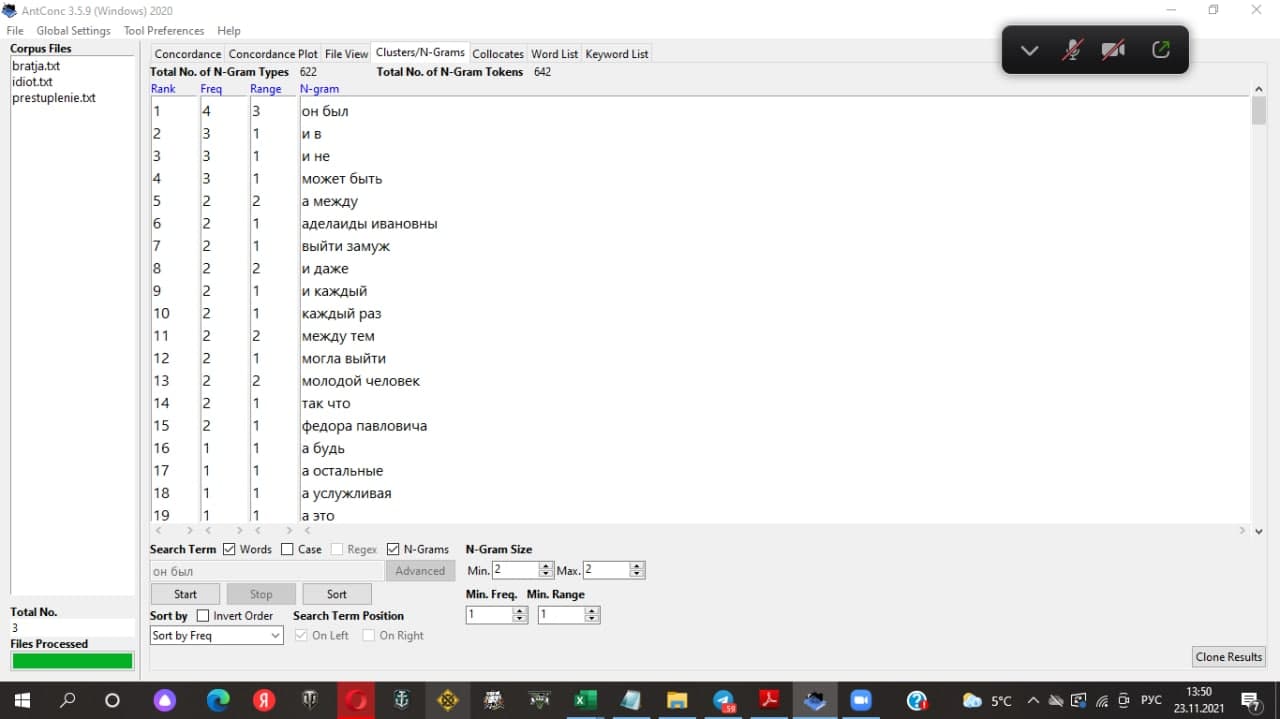 AntConc 3.5.9 (Windows) 2020
File Global Settings Tool Preferences Help
Corpus Files
bratja.txt
idiot.txt
prestuplenie.txt
Concordance Concordance Plot File View Clusters/N-Grams Collocates Word List Keyword List
Total No. of N-Gram Types 622 Total No. of N-Gram Tokens 642
Rank Freq Range N-gram
1 4 3 он был
2 3 1 и в
3 3 1 и не
4 3 1 может быть
5 2 2 а между
6 2 1 аделаиды ивановны
7 2 1 выйти замуж
8 2 2 и даже
9 2 1 и каждый
10 2 1 каждый раз
11 2 2 между тем
12 2 1 могла выйти
13 2 2 молодой человек
14 2 1 так что
15 2 1 федора павловича
16 1 1 а будь
17 1 1 а остальные
18 1 1 а услужливая
19 1 1 а это
Search Term Words Case Regex N-Grams N-Gram Size
он был Advanced Min. 2 Max. 2
Start Stop Sort Min. Freq. Min. Range
Sort by Invert Order Search Term Position 1 1
Sort by Freq On Left On Right
Total No.
3
Files Processed
Clone Results
59 5°C РУС 13:50
23.11.2021 7